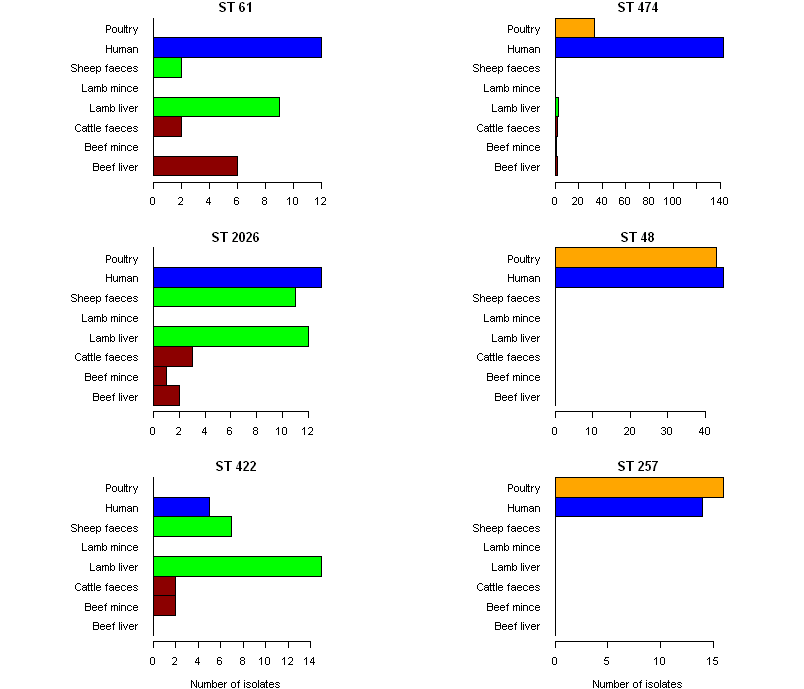 ST 61
Poultry
Human
Sheep faeces
Lamb mince
Lamb liver
Cattle faeces
Beef mince
Beef liver
0 2 4 6 8 10 12
ST 474
Poultry
Human
Sheep faeces
Lamb mince
Lamb liver
Cattle faeces
Beef mince
Beef liver
0 20 40 60 80 100 140
ST 2026
Poultry
Human
Sheep faeces
Lamb mince
Lamb liver
Cattle faeces
Beef mince
Beef liver
0 2 4 6 8 10 12
ST 48
Poultry
Human
Sheep faeces
Lamb mince
Lamb liver
Cattle faeces
Beef mince
Beef liver
0 10 20 30 40
ST 422
Poultry
Human
Sheep faeces
Lamb mince
Lamb liver
Cattle faeces
Beef mince
Beef liver
0 2 4 6 8 10 12 14
Number of isolates
ST 257
Poultry
Human
Sheep faeces
Lamb mince
Lamb liver
Cattle faeces
Beef mince
Beef liver
0 5 10 15
Number of isolates